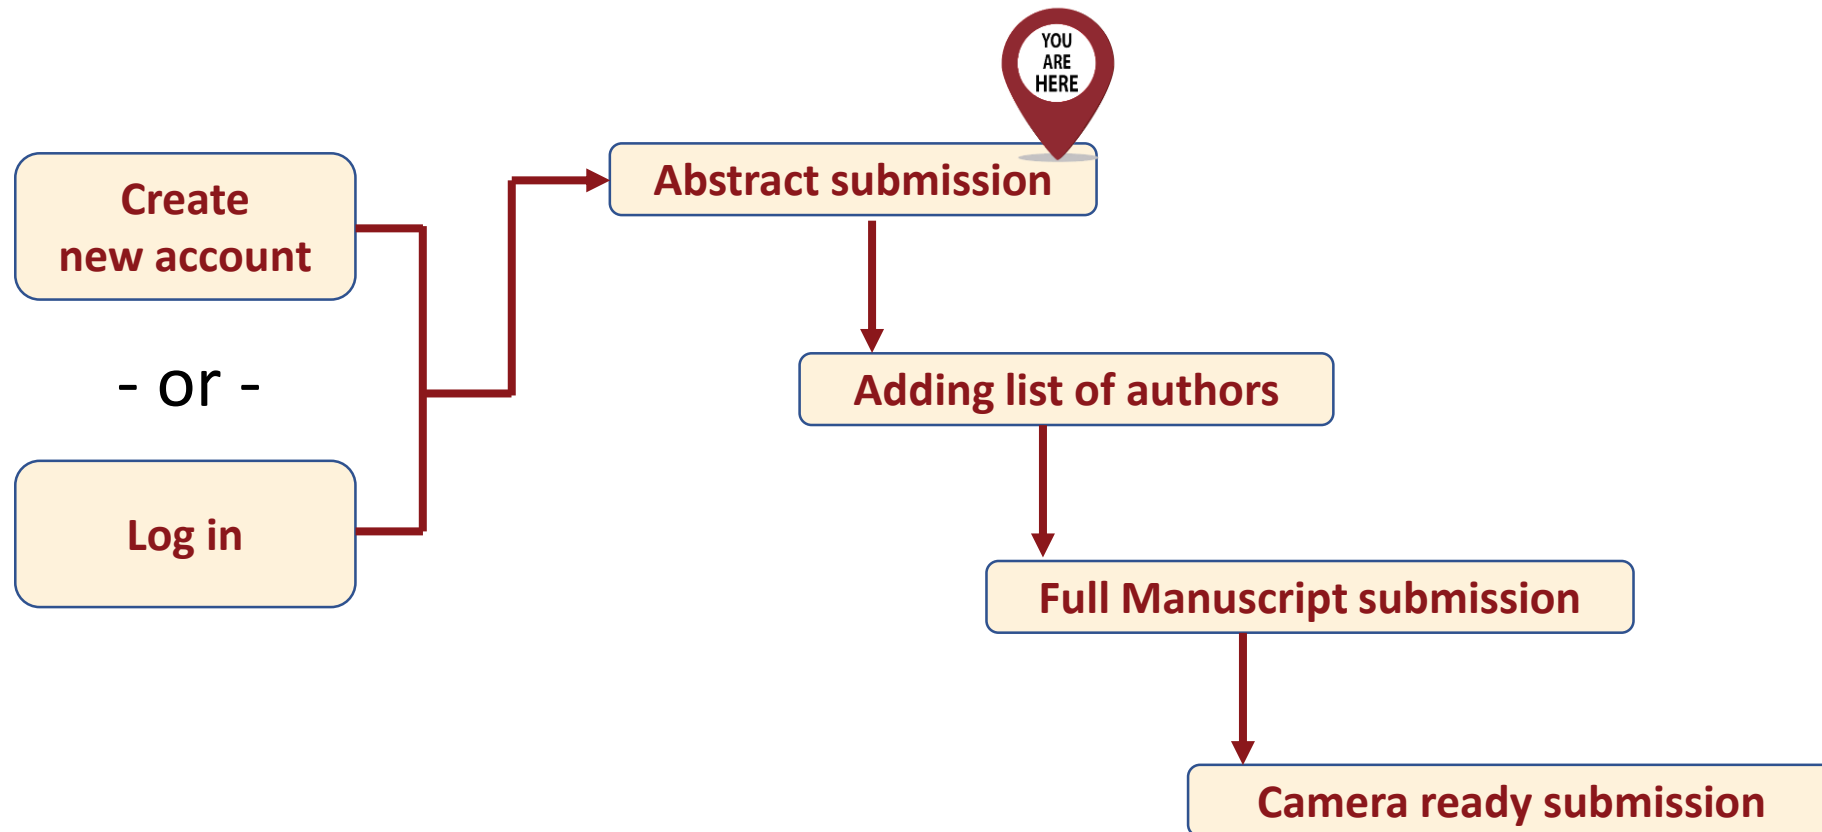 YOU
ARE
HERE
Create
new account
- or -
Log in
Abstract submission
Adding list of authors
Full Manuscript submission
Camera ready submission